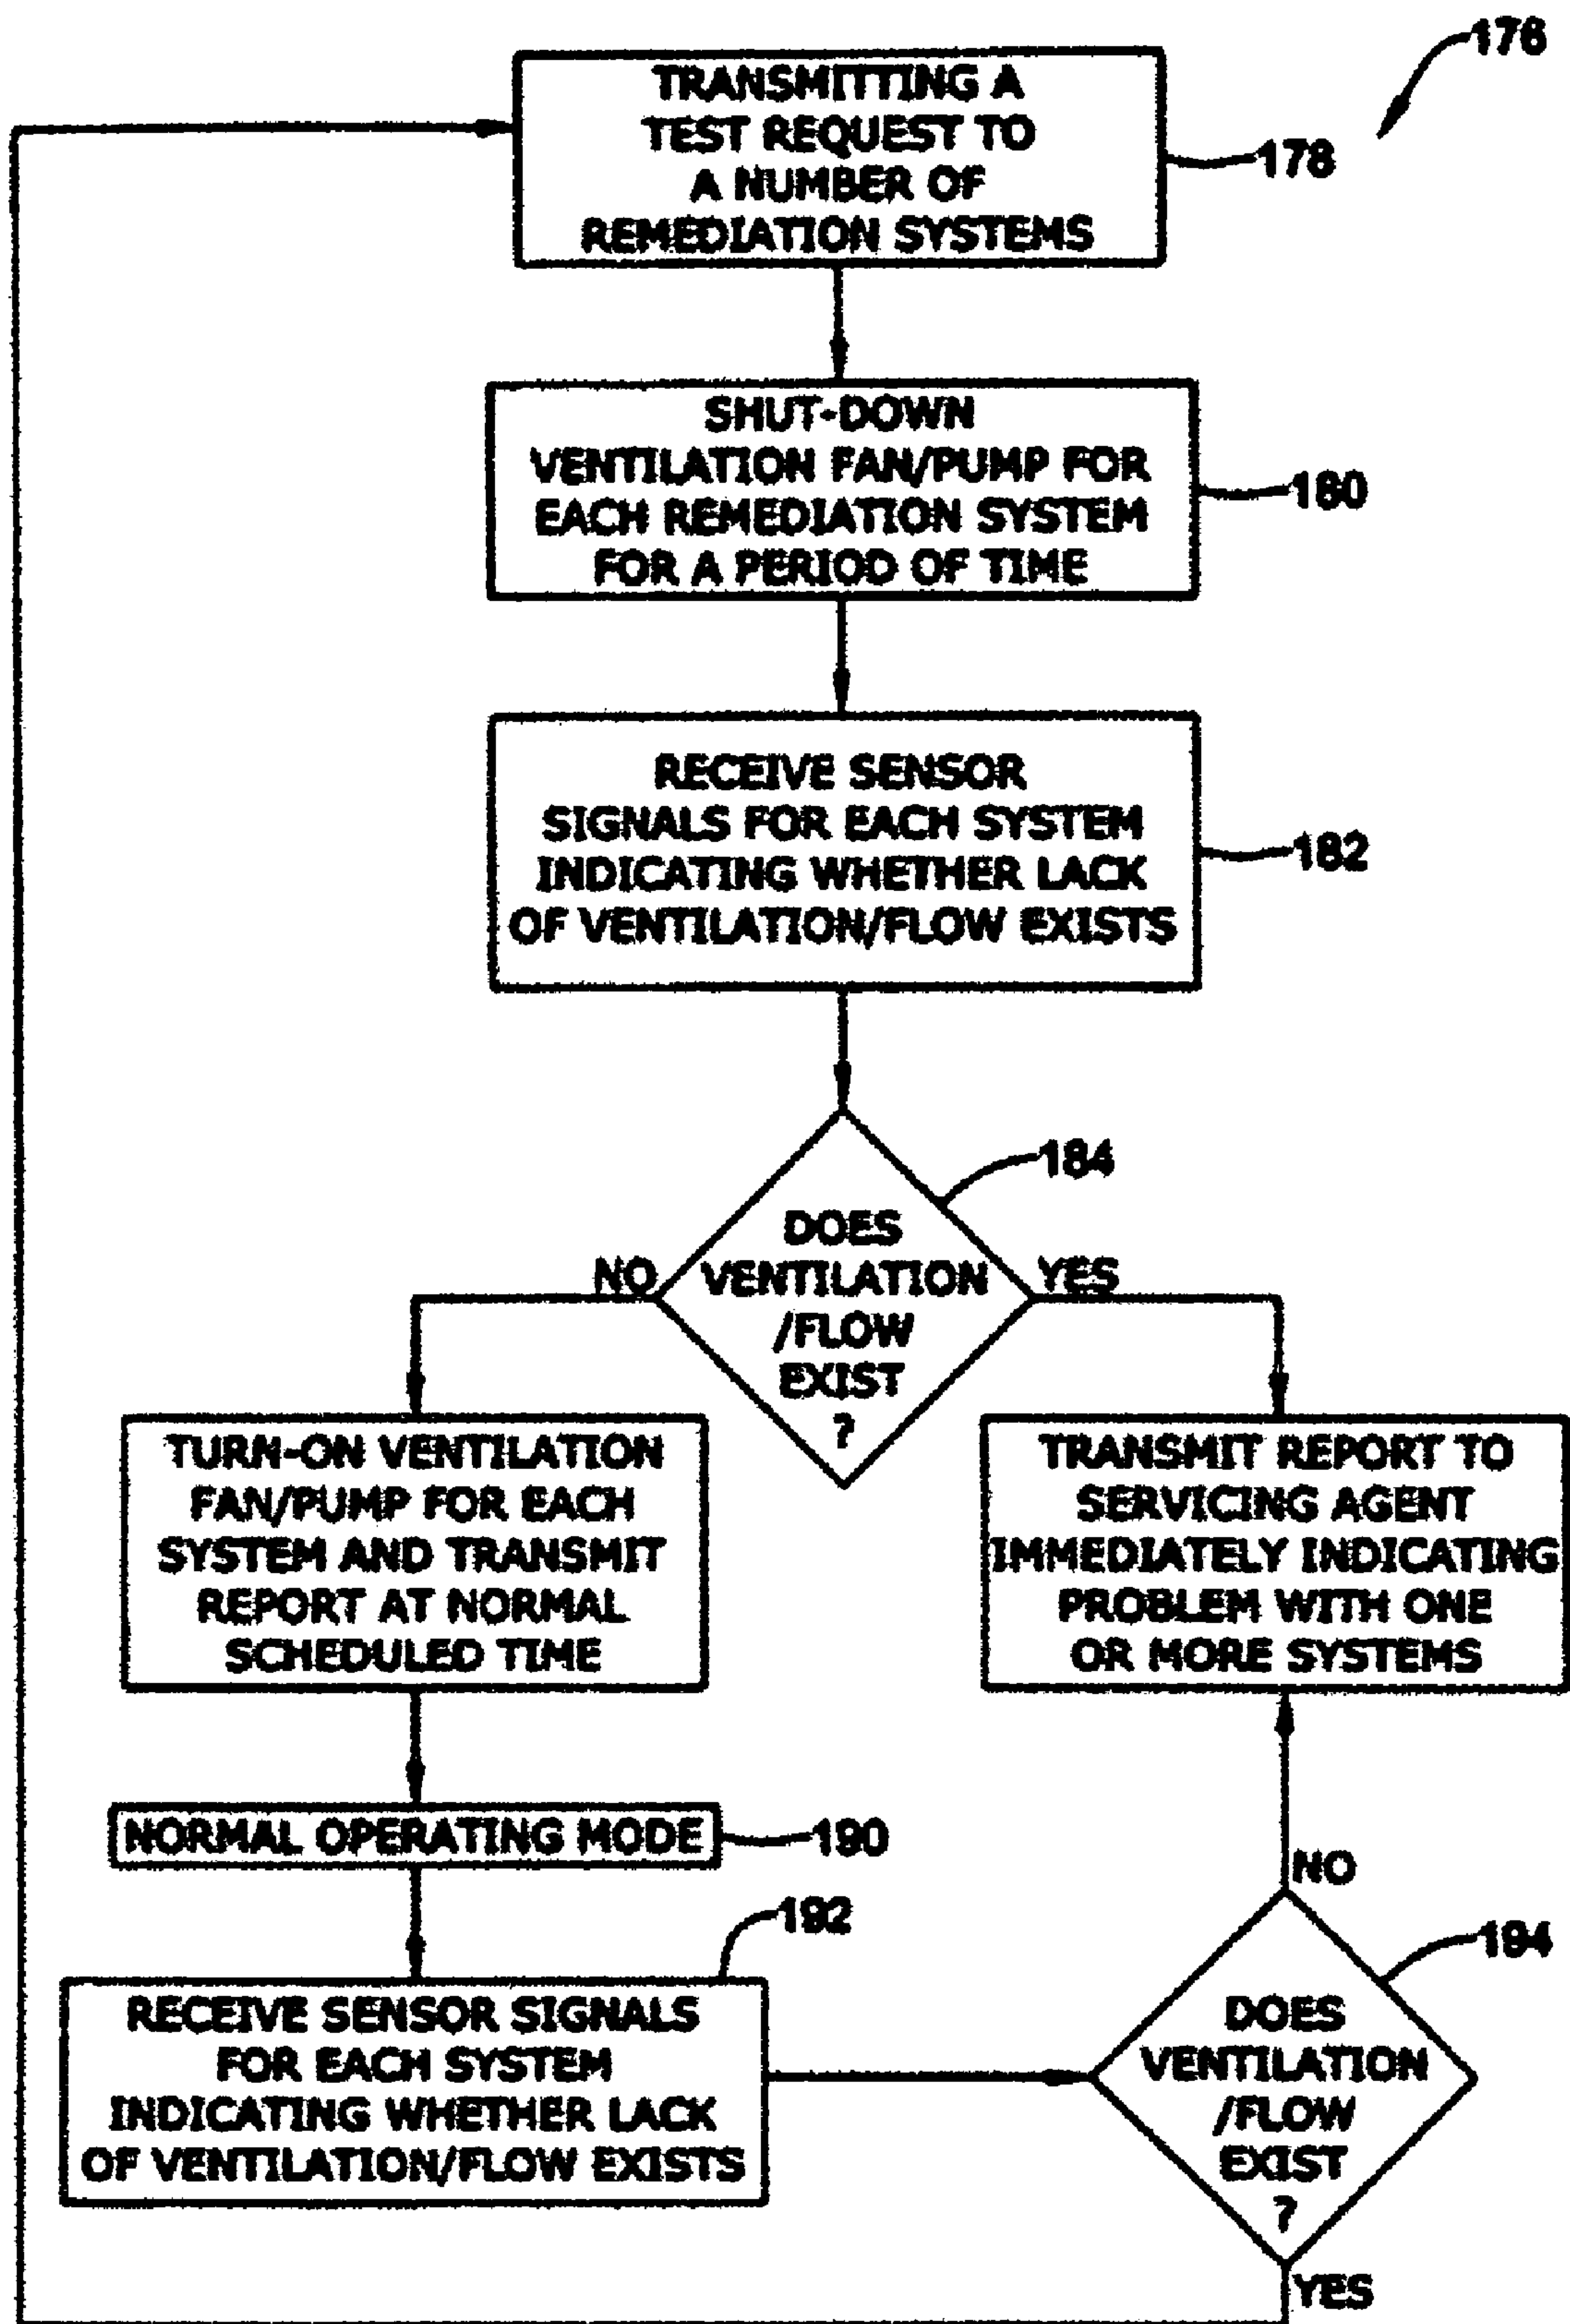 176
TRANSMITTING A
TEST REQUEST TO
A NUMBER OF
REMEDIATION SYSTEMS
178
SHUT-DOWN
VENTILATION FAN/PUMP FOR
EACH REMEDIATION SYSTEM
FOR A PERIOD OF TIME
180
RECEIVE SENSOR
SIGNALS FOR EACH SYSTEM
INDICATING WHETHER LACK
OF VENTILATION/FLOW EXISTS
182
184
DOES
VENTILATION
/FLOW
EXIST
?
NO
YES
TURN-ON VENTILATION
FAN/PUMP FOR EACH
SYSTEM AND TRANSMIT
REPORT AT NORMAL
SCHEDULED TIME
TRANSMIT REPORT TO
SERVICING AGENT
IMMEDIATELY INDICATING
PROBLEM WITH ONE
OR MORE SYSTEMS
NORMAL OPERATING MODE
190
192
RECEIVE SENSOR SIGNALS
FOR EACH SYSTEM
INDICATING WHETHER LACK
OF VENTILATION/FLOW EXISTS
NO
194
DOES
VENTILATION
/FLOW
EXIST
?
YES